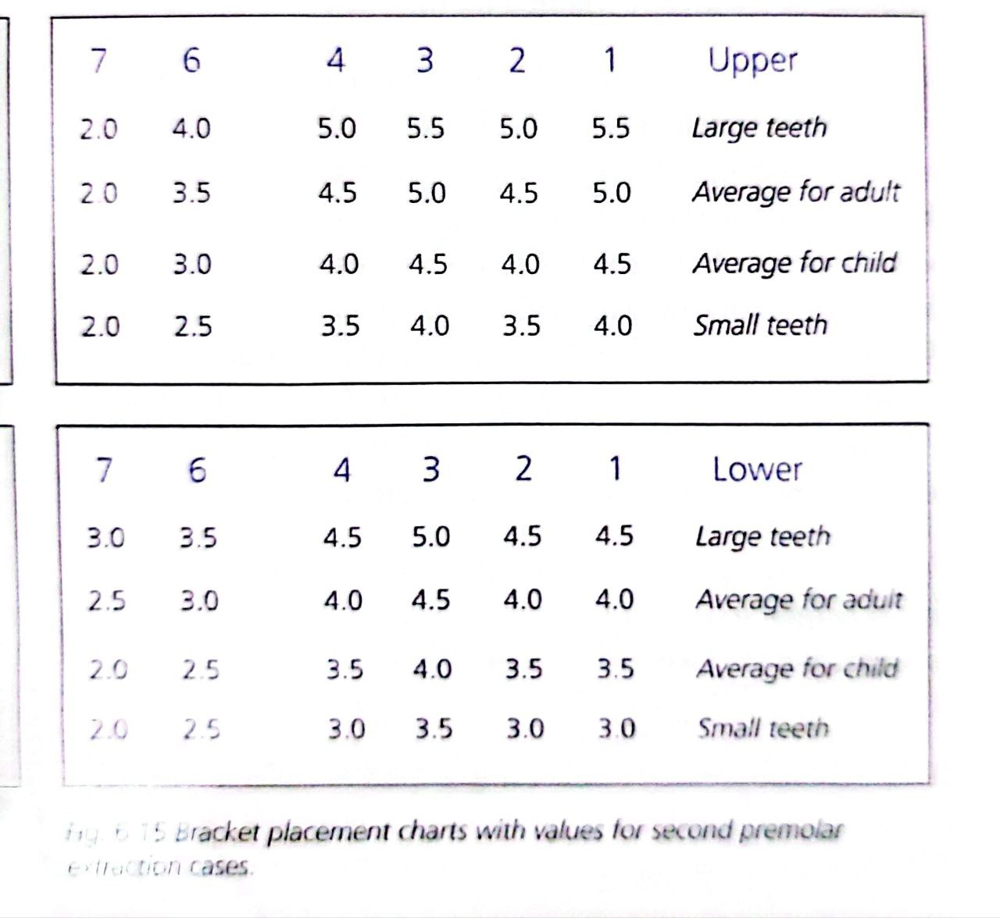 7 6 4 3 2 1 Upper
2.0 4.0 5.0 5.5 5.0 5.5 Large teeth
2.0 3.5 4.5 5.0 4.5 5.0 Average for adult
2.0 3.0 4.0 4.5 4.0 4.5 Average for child
2.0 2.5 3.5 4.0 3.5 4.0 Small teeth
7 6 4 3 2 1 Lower
3.0 3.5 4.5 5.0 4.5 4.5 Large teeth
2.5 3.0 4.0 4.5 4.0 4.0 Average for adult
2.0 2.5 3.5 4.0 3.5 3.5 Average for child
2.0 2.5 3.0 3.5 3.0 3.0 Small teeth
Fig. 6.15 Bracket placement charts with values for second premolar
extraction cases.